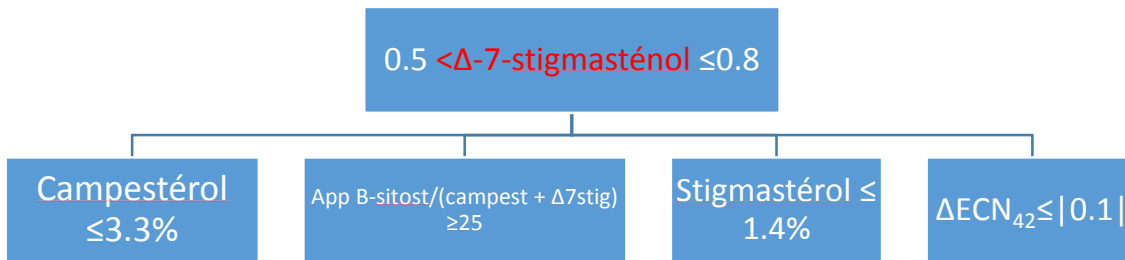 0.5 <Δ-7-stigmasténol ≤0.8
Campestérol
≤3.3%
App B-sitost/(campest + Δ7stig)
≥25
Stigmastérol ≤
1.4%
ΔECN₄₂≤|0.1|